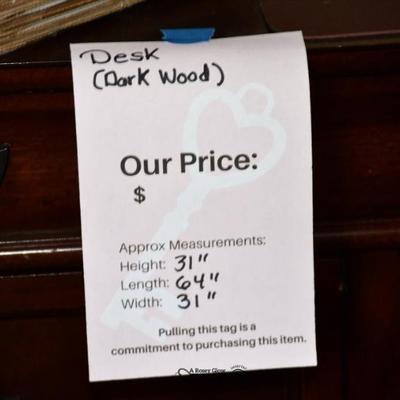 Desk
(Dark Wood)
Our Price:
$
Approx Measurements:
Height: 31"
Length: 64"
Width: 31"
Pulling this tag is a
commitment to purchasing this item.